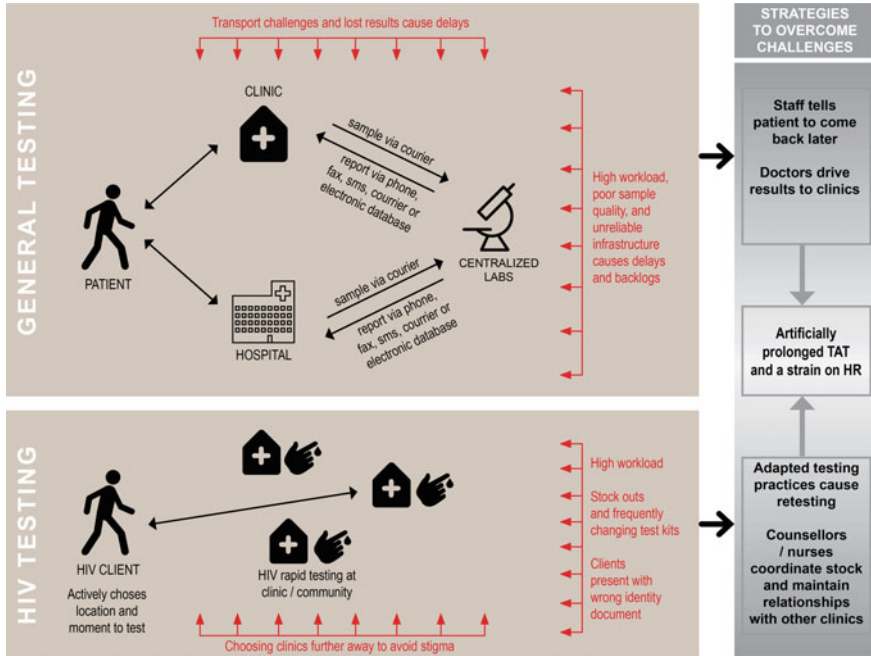 GENERAL TESTING
Transport challenges and lost results cause delays
CLINIC
PATIENT
HOSPITAL
sample via courier
report via phone,
fax, sms, courrier or
electronic database
sample via courier
report via phone,
fax, sms, courrier or
electronic database
CENTRALIZED
LABS
High workload,
poor sample
quality, and
unreliable
infrastructure
causes delays
and backlogs
HIV TESTING
HIV CLIENT
Actively choses
location and
moment to test
HIV rapid testing at
clinic / community
Choosing clinics further away to avoid stigma
High workload
Stock outs
and frequently
changing test kits
Clients
present with
wrong identity
document
STRATEGIES
TO OVERCOME
CHALLENGES
Staff tells
patient to come
back later
Doctors drive
results to clinics
Artificially
prolonged TAT
and a strain on HR
Adapted testing
practices cause
retesting
Counsellors
/ nurses
coordinate stock
and maintain
relationships
with other clinics